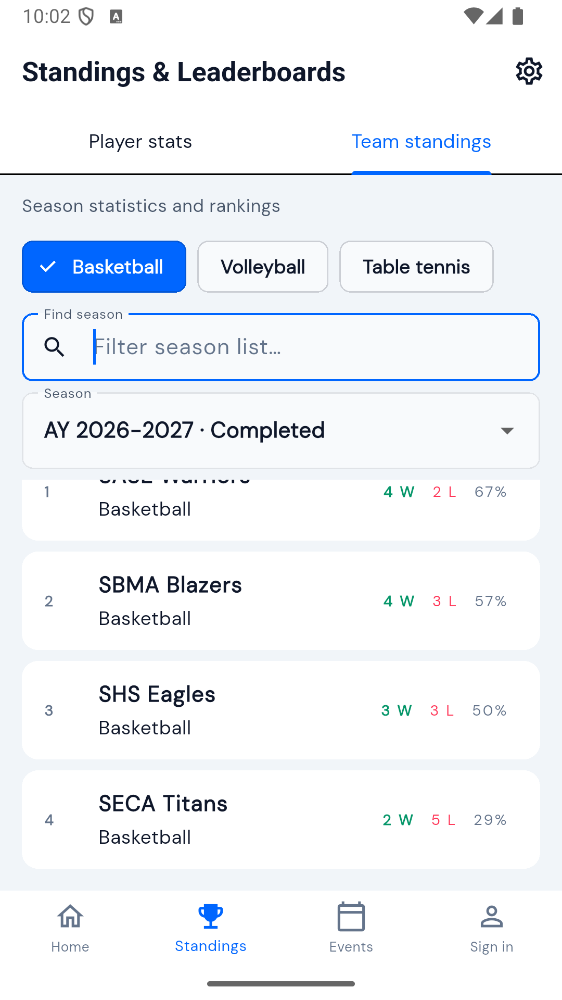 10:02
Standings & Leaderboards
Player stats
Team standings
Season statistics and rankings
Basketball
Volleyball
Table tennis
Find season
Filter season list...
Season
AY 2026-2027 · Completed
1
Warriors
4 W 2 L 67%
Basketball
SBMA Blazers
2
4 W 3 L 57%
Basketball
SHS Eagles
3
3 W 3 L 50%
Basketball
SECA Titans
4
2 W 5 L 29%
Basketball
Home
Standings
Events
Sign in